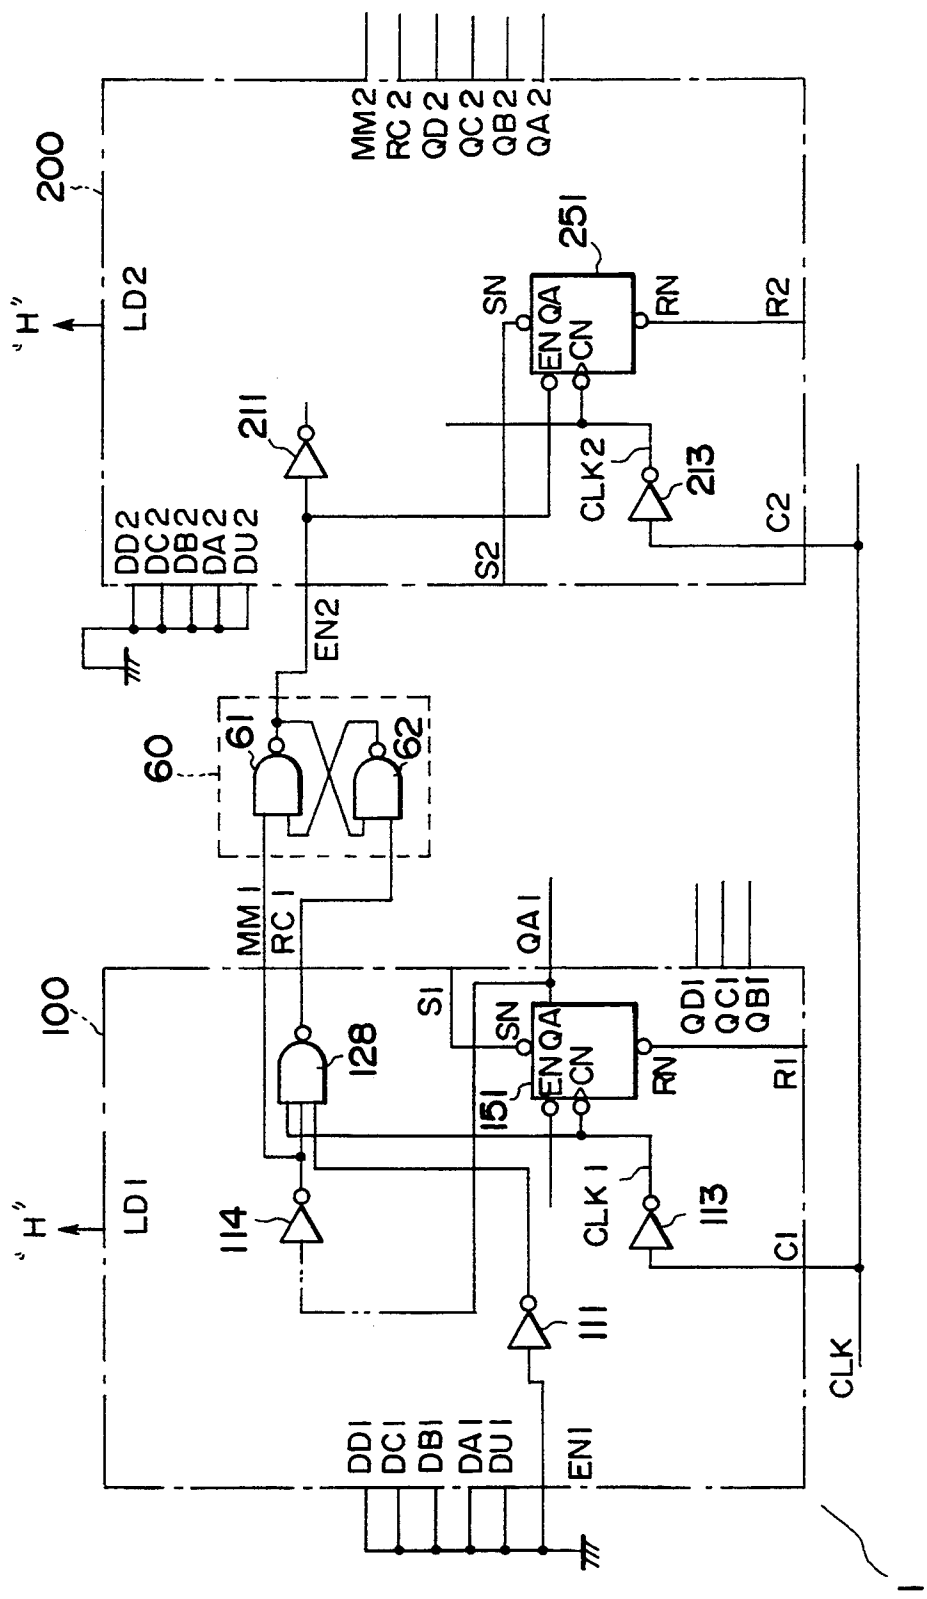 1
100
"H"
LD1
DD1
DC1
DB1
DA1
DU1
EN1
111
114
128
MM1
RC1
S1
SN
151
EN QA
CN
RN
QA1
QD1
QC1
QB1
R1
CLK1
113
C1
CLK
60
61
62
EN2
200
"H"
LD2
DD2
DC2
DB2
DA2
DU2
211
S2
SN
EN QA
CN
251
RN
R2
CLK2
213
C2
MM2
RC2
QD2
QC2
QB2
QA2